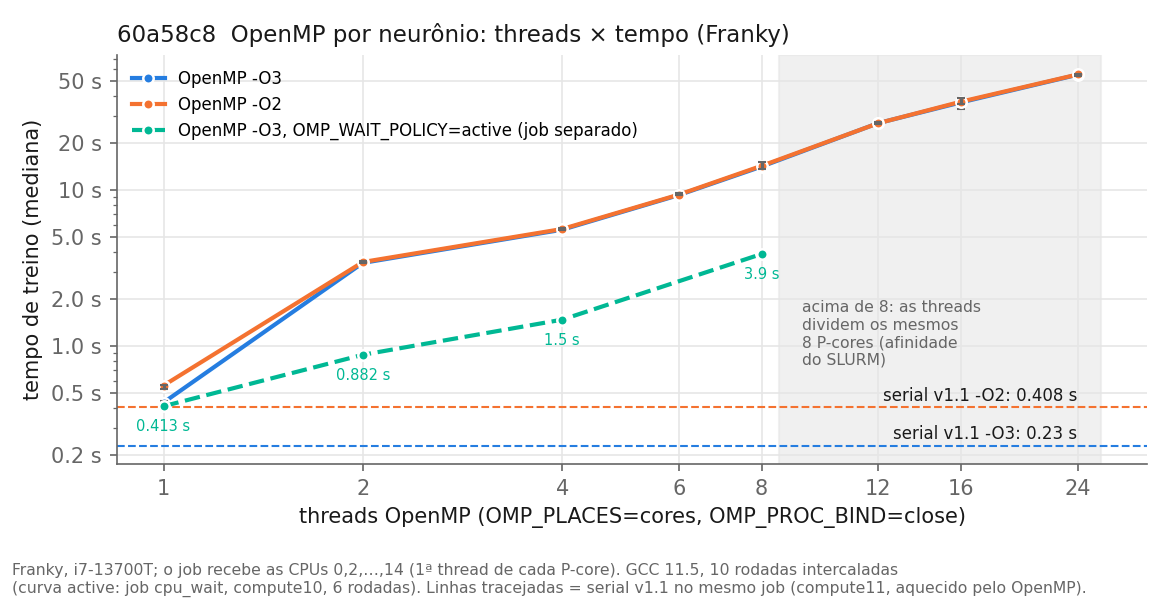 60a58c8 OpenMP por neurônio: threads × tempo (Franky)
OpenMP -O3
OpenMP -O2
OpenMP -O3, OMP_WAIT_POLICY=active (job separado)
tempo de treino (mediana)
50 s
20 s
10 s
5.0 s
2.0 s
1.0 s
0.5 s
0.2 s
3.9 s
1.5 s
0.882 s
0.413 s
acima de 8: as threads
dividem os mesmos
8 P-cores (afinidade
do SLURM)
serial v1.1 -O2: 0.408 s
serial v1.1 -O3: 0.23 s
1 2 4 6 8 12 16 24
threads OpenMP (OMP_PLACES=cores, OMP_PROC_BIND=close)
Franky, i7-13700T; o job recebe as CPUs 0,2,...,14 (1ª thread de cada P-core). GCC 11.5, 10 rodadas intercaladas
(curva active: job cpu_wait, compute10, 6 rodadas). Linhas tracejadas = serial v1.1 no mesmo job (compute11, aquecido pelo OpenMP).